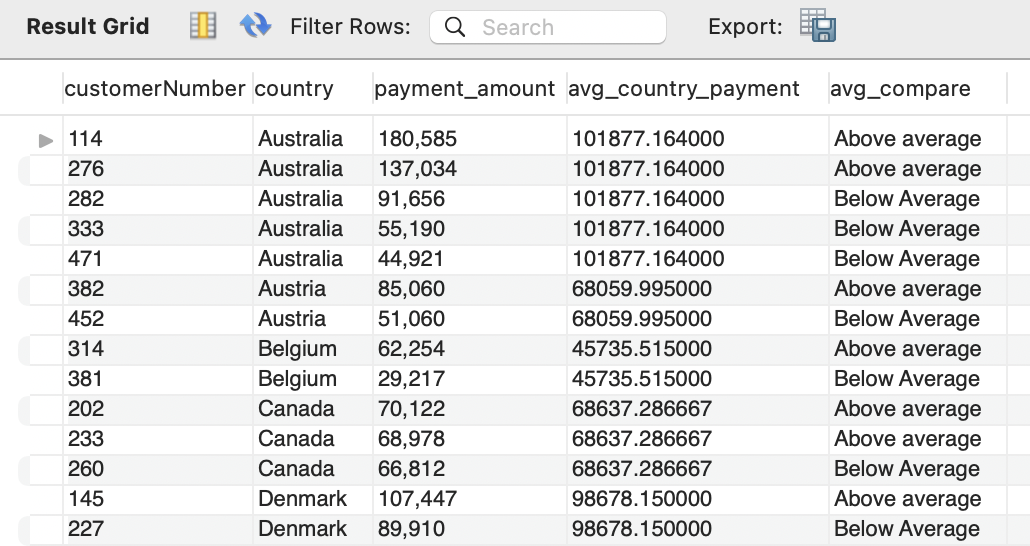 Result Grid Filter Rows: Search Export:
customerNumber country payment_amount avg_country_payment avg_compare
114 Australia 180,585 101877.164000 Above average
276 Australia 137,034 101877.164000 Above average
282 Australia 91,656 101877.164000 Below Average
333 Australia 55,190 101877.164000 Below Average
471 Australia 44,921 101877.164000 Below Average
382 Austria 85,060 68059.995000 Above average
452 Austria 51,060 68059.995000 Below Average
314 Belgium 62,254 45735.515000 Above average
381 Belgium 29,217 45735.515000 Below Average
202 Canada 70,122 68637.286667 Above average
233 Canada 68,978 68637.286667 Above average
260 Canada 66,812 68637.286667 Below Average
145 Denmark 107,447 98678.150000 Above average
227 Denmark 89,910 98678.150000 Below Average